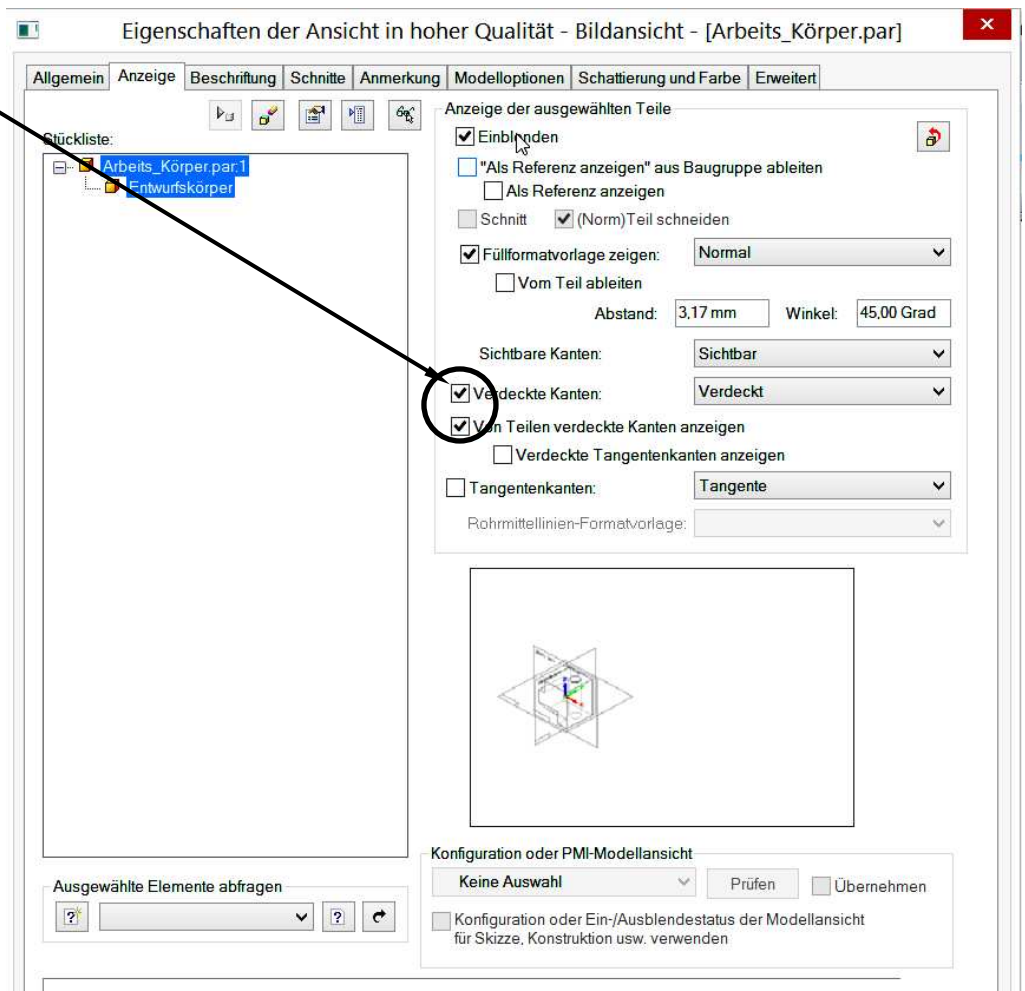 Eigenschaften der Ansicht in hoher Qualität - Bildansicht - [Arbeits_Körper.par]
Allgemein Anzeige Beschriftung Schnitte Anmerkung Modelloptionen Schattierung und Farbe Erweitert
Stückliste:
Arbeits_Körper.par:1
Entwurfskörper
Anzeige der ausgewählten Teile
Einblenden
"Als Referenz anzeigen" aus Baugruppe ableiten
Als Referenz anzeigen
Schnitt (Norm)Teil schneiden
Füllformatvorlage zeigen: Normal
Vom Teil ableiten
Abstand: 3,17 mm Winkel: 45,00 Grad
Sichtbare Kanten: Sichtbar
Verdeckte Kanten: Verdeckt
Von Teilen verdeckte Kanten anzeigen
Verdeckte Tangentenkanten anzeigen
Tangentenkanten: Tangente
Rohrmittellinien-Formatvorlage:
Konfiguration oder PMI-Modellansicht
Keine Auswahl Prüfen Übernehmen
Konfiguration oder Ein-/Ausblendestatus der Modellansicht
für Skizze, Konstruktion usw. verwenden
Ausgewählte Elemente abfragen